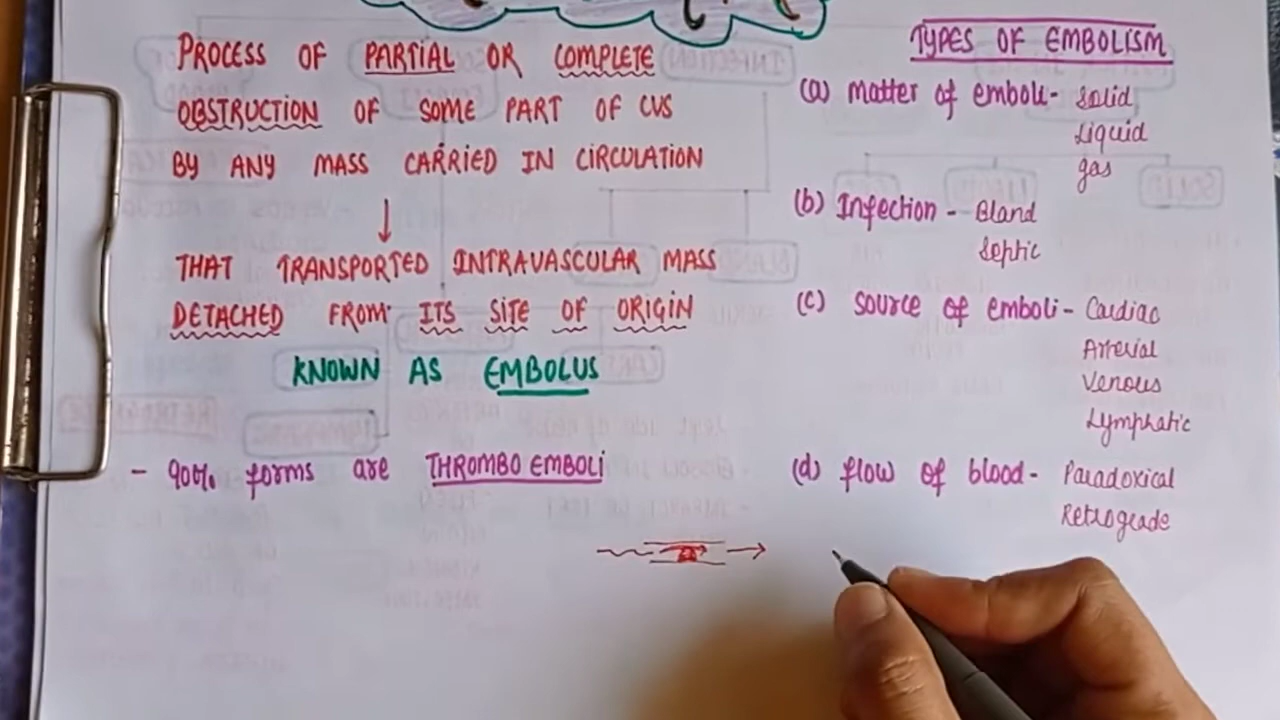 PROCESS OF PARTIAL OR COMPLETE
OBSTRUCTION OF SOME PART OF CVS
BY ANY MASS CARRIED IN CIRCULATION
↓
THAT TRANSPORTED INTRAVASCULAR MASS
DETACHED FROM ITS SITE OF ORIGIN
KNOWN AS EMBOLUS
- 90% forms are THROMBO EMBOLI
TYPES OF EMBOLISM
(a) matter of emboli- Solid
Liquid
gas
(b) Infection - Bland
Septic
(c) source of emboli- Cardiac
Arterial
Venous
Lymphatic
(d) flow of blood- Paradoxical
Retrograde